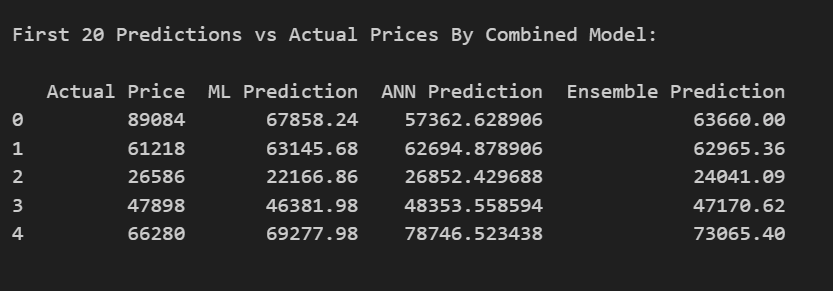 First 20 Predictions vs Actual Prices By Combined Model:
Actual Price ML Prediction ANN Prediction Ensemble Prediction
0 89084 67858.24 57362.628906 63660.00
1 61218 63145.68 62694.878906 62965.36
2 26586 22166.86 26852.429688 24041.09
3 47898 46381.98 48353.558594 47170.62
4 66280 69277.98 78746.523438 73065.40